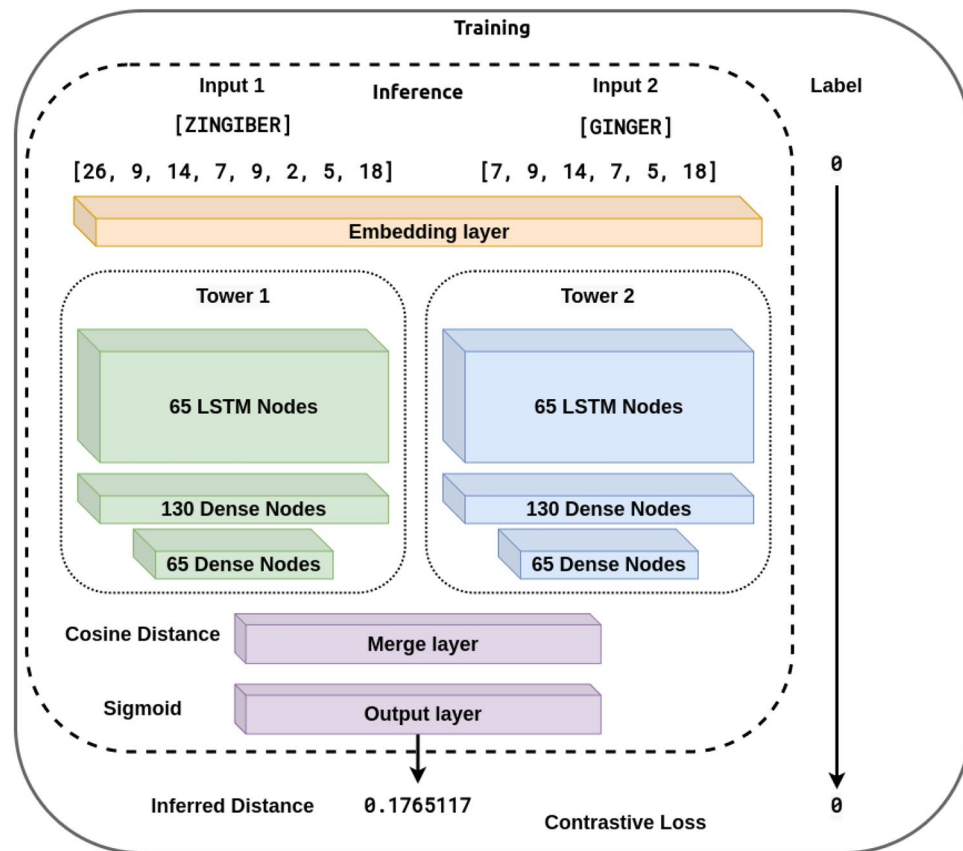 Training
Input 1
Inference
Input 2
Label
[ZINGIBER]
[GINGER]
[26, 9, 14, 7, 9, 2, 5, 18]
[7, 9, 14, 7, 5, 18]
0
Embedding layer
Tower 1
Tower 2
65 LSTM Nodes
65 LSTM Nodes
130 Dense Nodes
130 Dense Nodes
65 Dense Nodes
65 Dense Nodes
Cosine Distance
Merge layer
Sigmoid
Output layer
Inferred Distance
0.1765117
0
Contrastive Loss